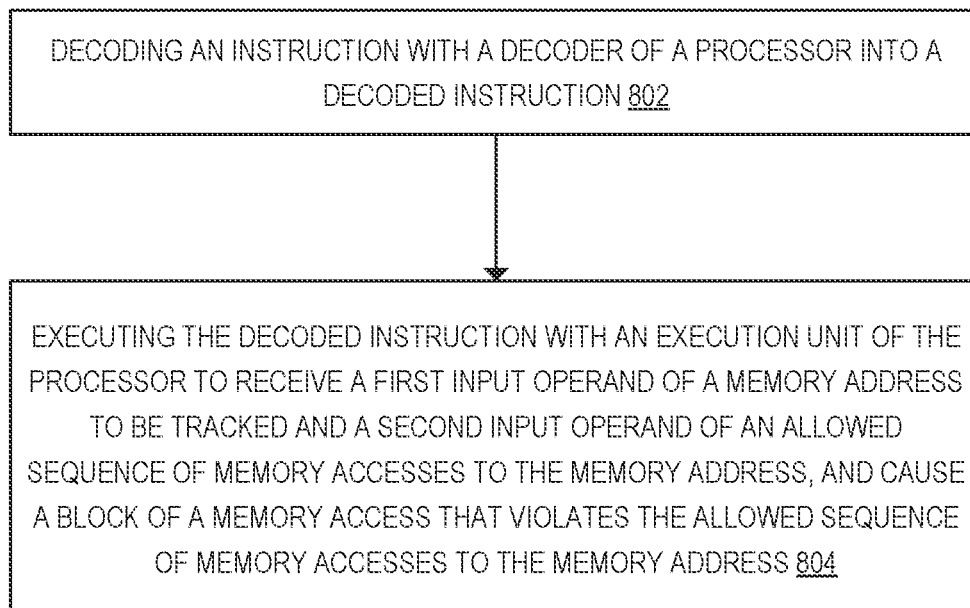 DECODING AN INSTRUCTION WITH A DECODER OF A PROCESSOR INTO A
DECODED INSTRUCTION 802
EXECUTING THE DECODED INSTRUCTION WITH AN EXECUTION UNIT OF THE
PROCESSOR TO RECEIVE A FIRST INPUT OPERAND OF A MEMORY ADDRESS
TO BE TRACKED AND A SECOND INPUT OPERAND OF AN ALLOWED
SEQUENCE OF MEMORY ACCESSES TO THE MEMORY ADDRESS, AND CAUSE
A BLOCK OF A MEMORY ACCESS THAT VIOLATES THE ALLOWED SEQUENCE
OF MEMORY ACCESSES TO THE MEMORY ADDRESS 804